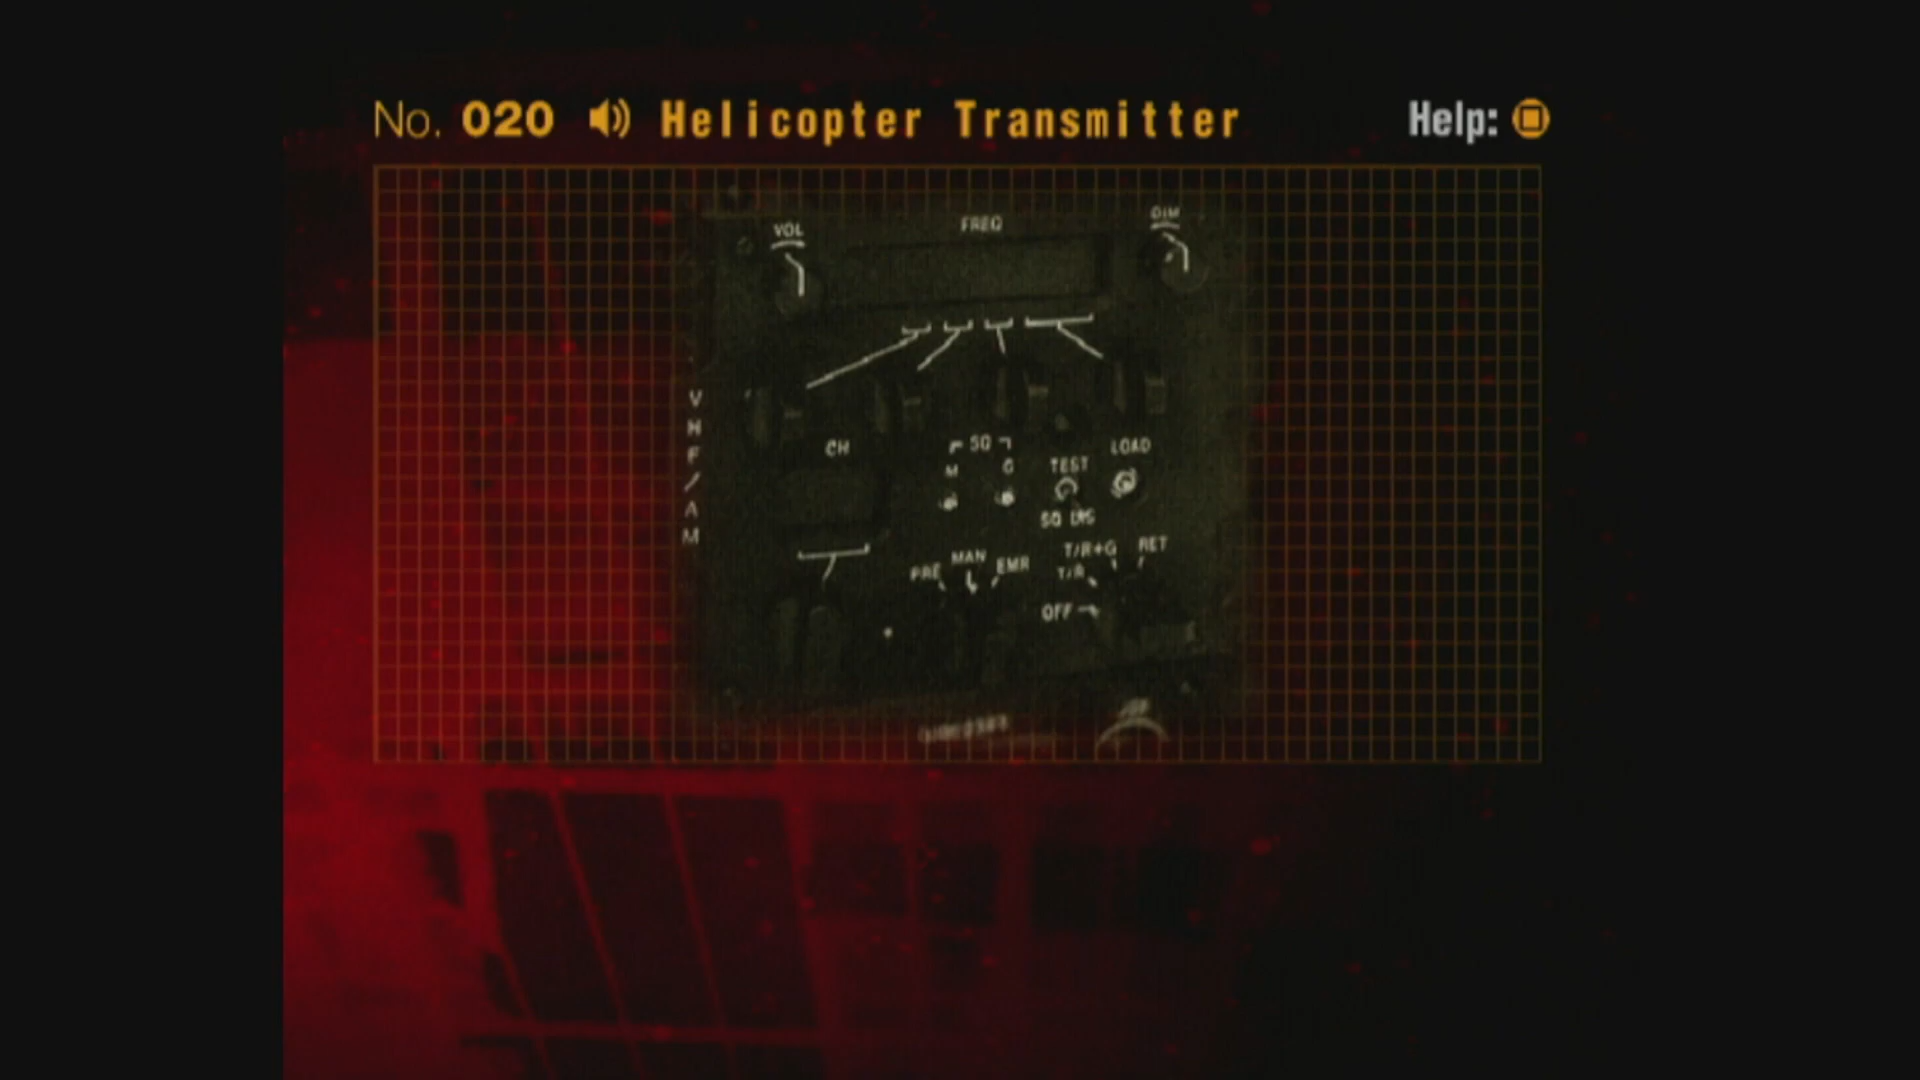 No. 020 Helicopter Transmitter
Help:
VOL
FREQ
DIM
VHF/AM
CH
SQ
M
G
TEST
LOAD
SQ DIS
PRE
MAN
EMR
T/R+G
RET
T/R
OFF